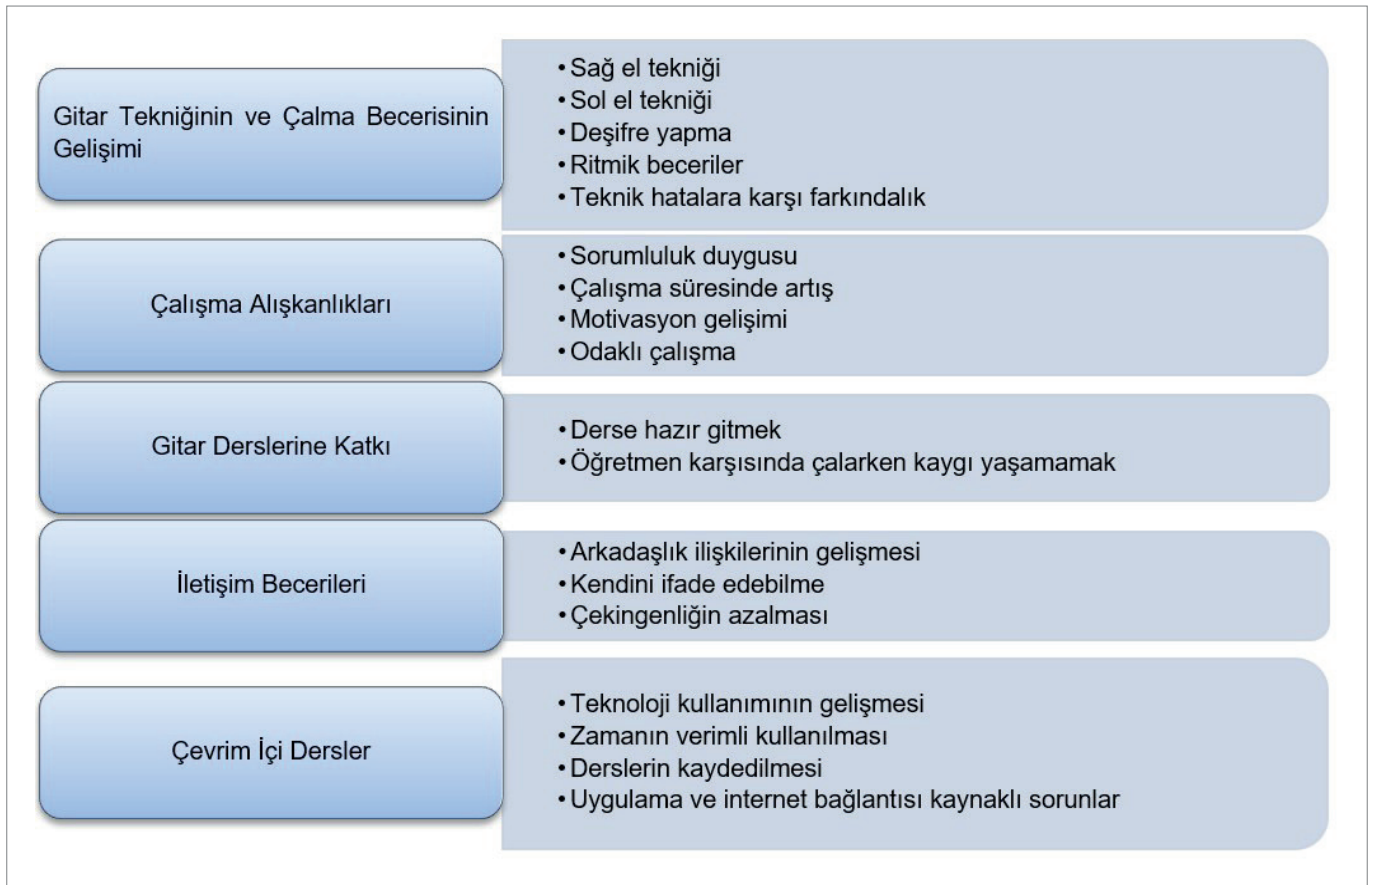 Gitar Tekniğinin ve Çalma Becerisinin
Gelişimi
• Sağ el tekniği
• Sol el tekniği
• Deşifre yapma
• Ritmik beceriler
• Teknik hatalara karşı farkındalık
Çalışma Alışkanlıkları
• Sorumluluk duygusu
• Çalışma süresinde artış
• Motivasyon gelişimi
• Odaklı çalışma
Gitar Derslerine Katkı
• Derse hazır gitmek
• Öğretmen karşısında çalarken kaygı yaşamamak
İletişim Becerileri
• Arkadaşlık ilişkilerinin gelişmesi
• Kendini ifade edebilme
• Çekingenliğin azalması
Çevrim İçi Dersler
• Teknoloji kullanımının gelişmesi
• Zamanın verimli kullanılması
• Derslerin kaydedilmesi
• Uygulama ve internet bağlantısı kaynaklı sorunlar